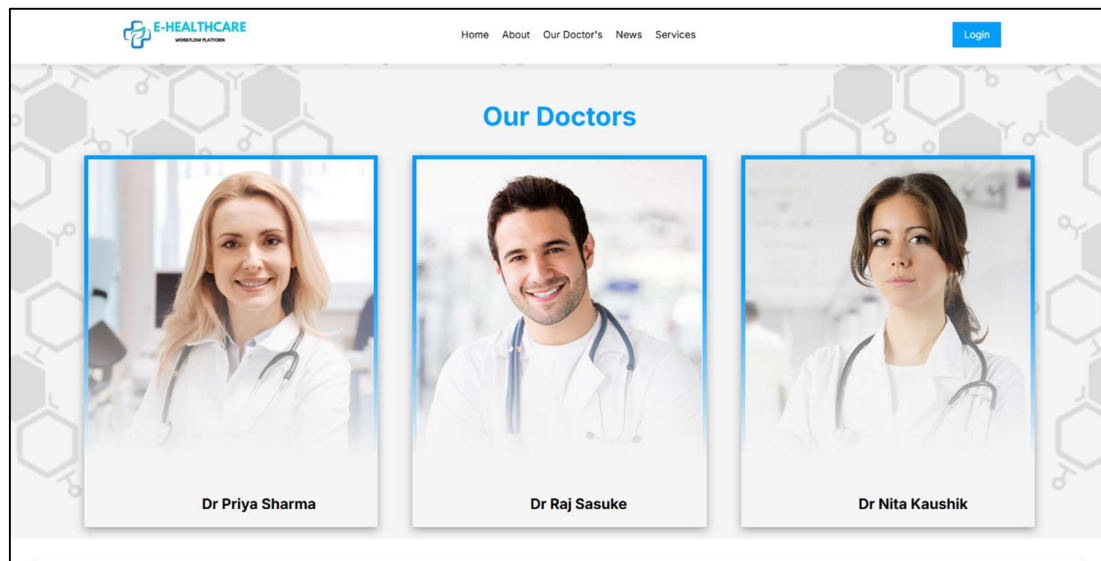 E-HEALTHCARE
WORKFLOW PLATFORM
Home About Our Doctor's News Services
Login
Our Doctors
Dr Priya Sharma
Dr Raj Sasuke
Dr Nita Kaushik